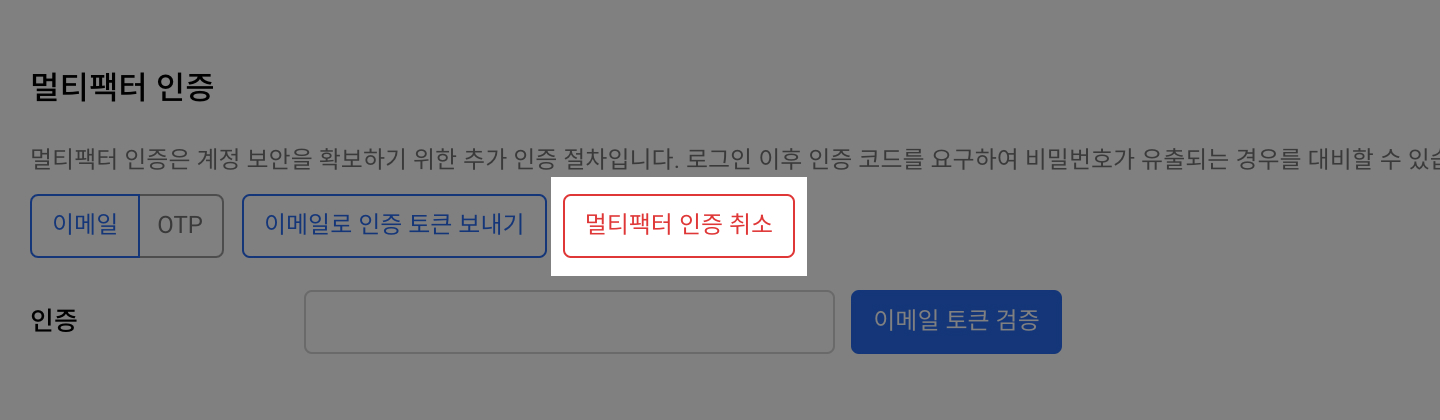 멀티팩터 인증
멀티팩터 인증은 계정 보안을 확보하기 위한 추가 인증 절차입니다. 로그인 이후 인증 코드를 요구하여 비밀번호가 유출되는 경우를 대비할 수
이메일 OTP 이메일로 인증 토큰 보내기 멀티팩터 인증 취소
인증 이메일 토큰 검증